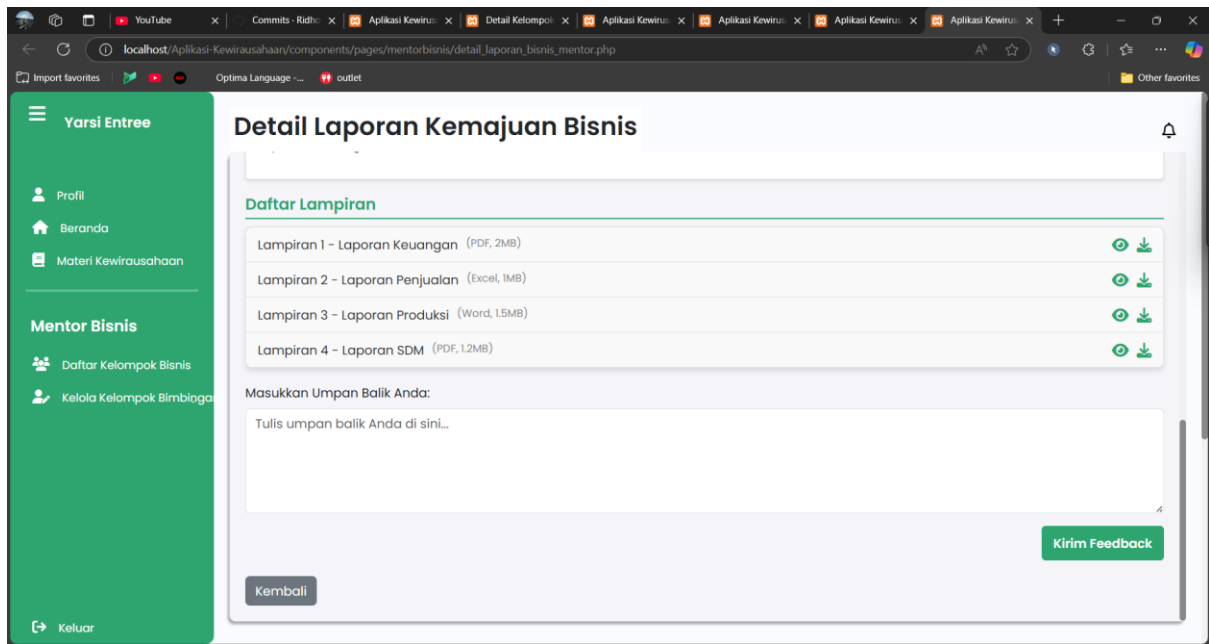 YouTube
Commits · Ridho
Aplikasi Kewirus
Detail Kelompok
Aplikasi Kewirus
Aplikasi Kewirus
Aplikasi Kewirus
Aplikasi Kewirus
localhost/Aplikasi-Kewirausahaan/components/pages/mentorbisnis/detail_laporan_bisnis_mentor.php
Import favorites
Optima Language -...
outlet
Other favorites
Yarsi Entree
Detail Laporan Kemajuan Bisnis
Profil
Beranda
Materi Kewirausahaan
Mentor Bisnis
Daftar Kelompok Bisnis
Kelola Kelompok Bimbingan
Keluar
Daftar Lampiran
Lampiran 1 - Laporan Keuangan (PDF, 2MB)
Lampiran 2 - Laporan Penjualan (Excel, 1MB)
Lampiran 3 - Laporan Produksi (Word, 1.5MB)
Lampiran 4 - Laporan SDM (PDF, 1.2MB)
Masukkan Umpan Balik Anda:
Tulis umpan balik Anda di sini...
Kirim Feedback
Kembali